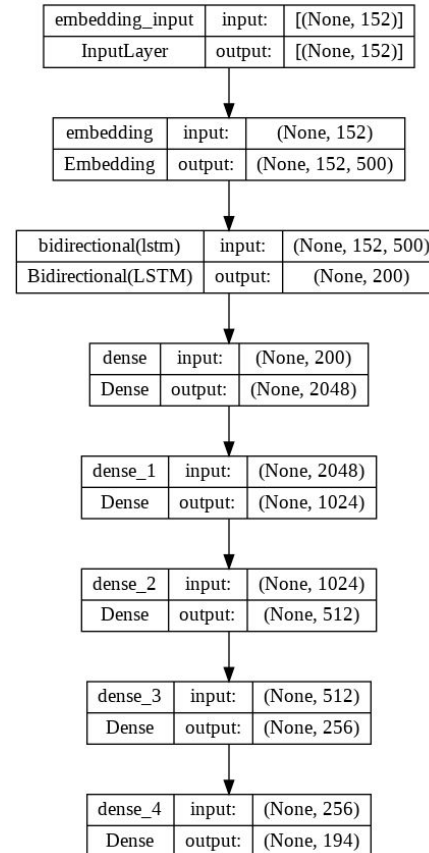 embedding_input input: [(None, 152)]
InputLayer output: [(None, 152)]
embedding input: (None, 152)
Embedding output: (None, 152, 500)
bidirectional(lstm) input: (None, 152, 500)
Bidirectional(LSTM) output: (None, 200)
dense input: (None, 200)
Dense output: (None, 2048)
dense_1 input: (None, 2048)
Dense output: (None, 1024)
dense_2 input: (None, 1024)
Dense output: (None, 512)
dense_3 input: (None, 512)
Dense output: (None, 256)
dense_4 input: (None, 256)
Dense output: (None, 194)